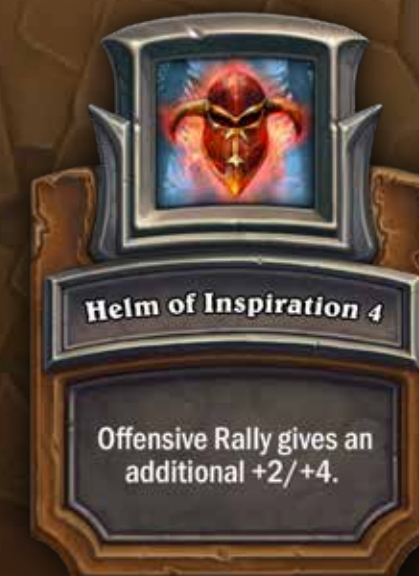 Helm of Inspiration 4
Offensive Rally gives an
additional +2/+4.